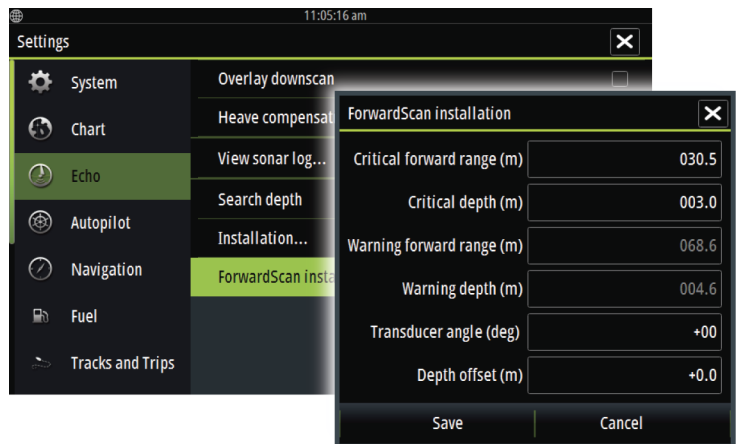 11:05:16 am
Settings
System
Chart
Echo
Autopilot
Navigation
Fuel
Tracks and Trips
Overlay downscan
Heave compensat
View sonar log...
Search depth
Installation...
ForwardScan insta
ForwardScan installation
Critical forward range (m) 030.5
Critical depth (m) 003.0
Warning forward range (m) 068.6
Warning depth (m) 004.6
Transducer angle (deg) +00
Depth offset (m) +0.0
Save Cancel